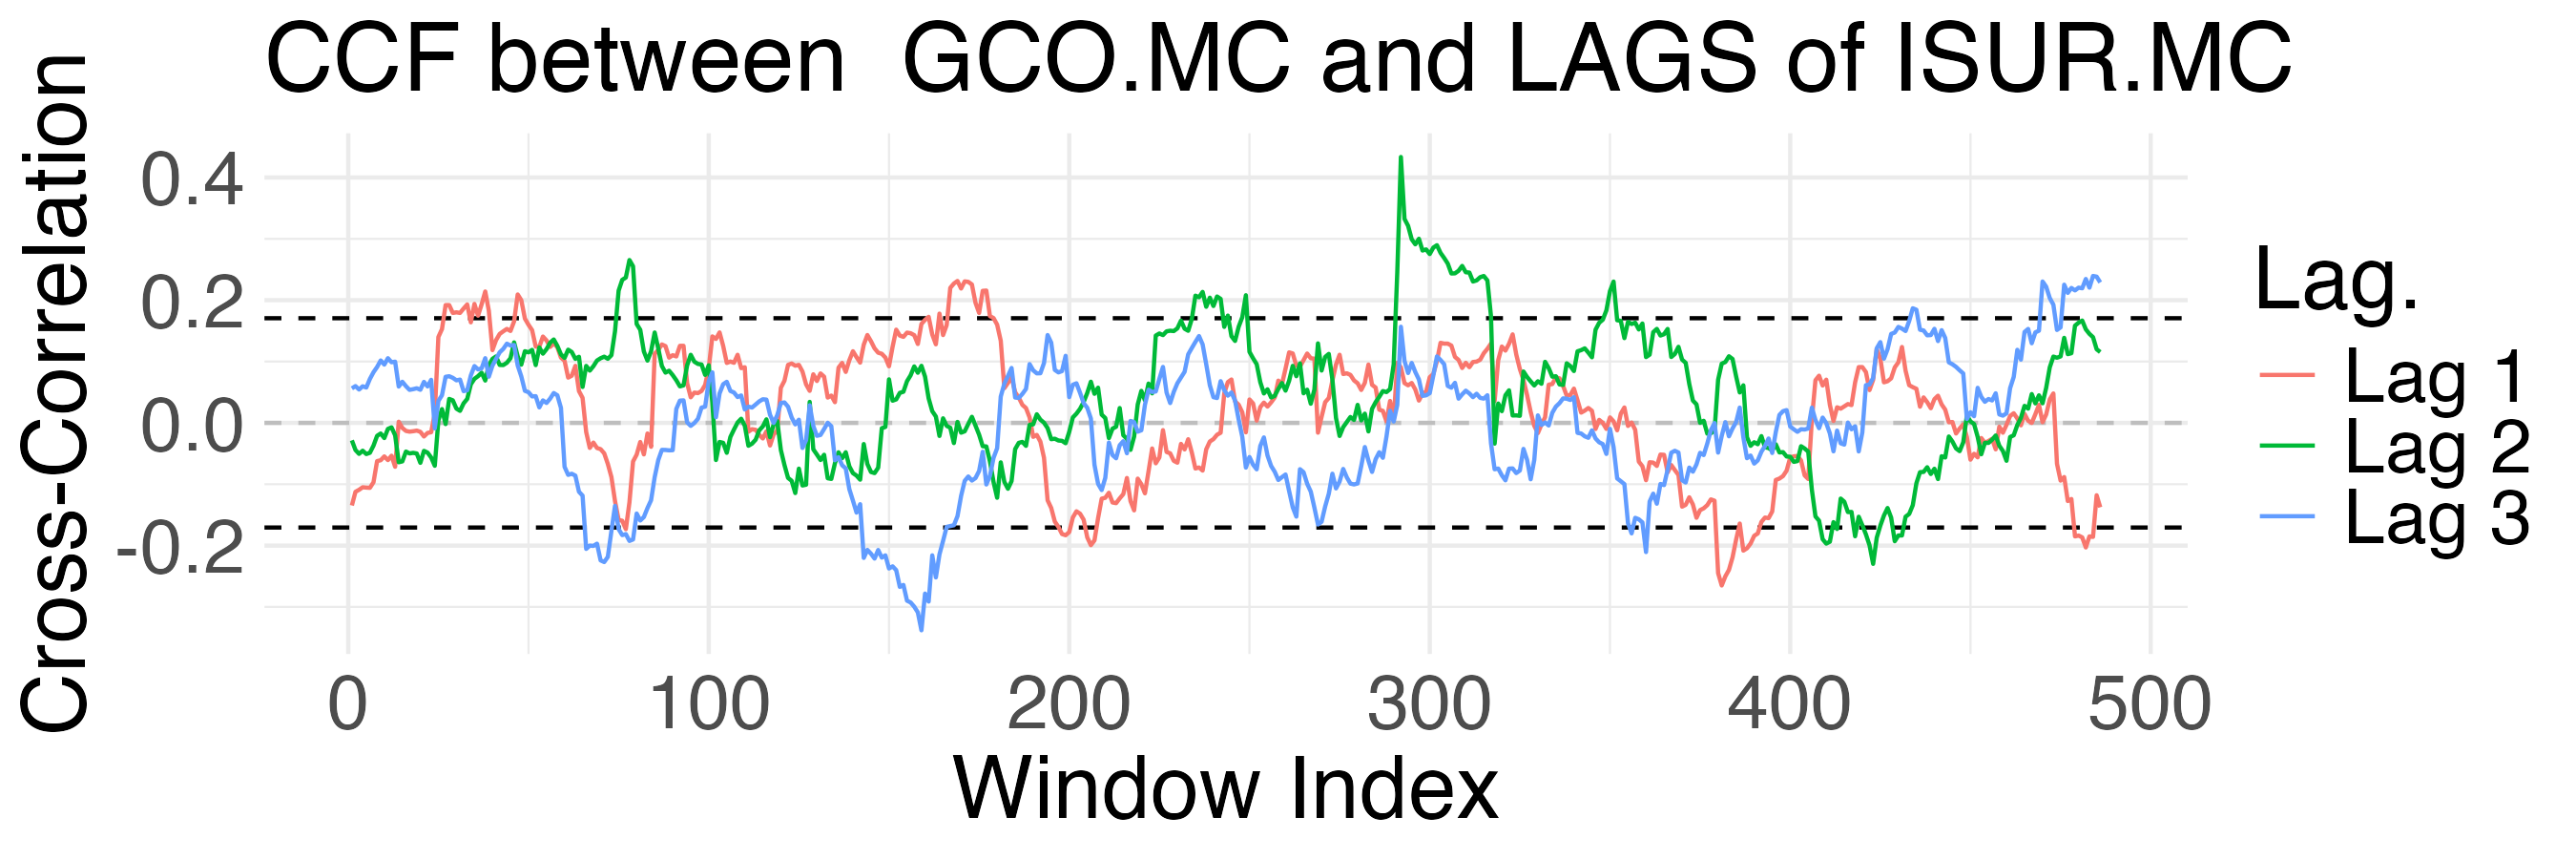 CCF between  GCO.MC and LAGS of ISUR.MC
Cross-Correlation
0.4
0.2
0.0
-0.2
0 100 200 300 400 500
Window Index
Lag.
Lag 1
Lag 2
Lag 3